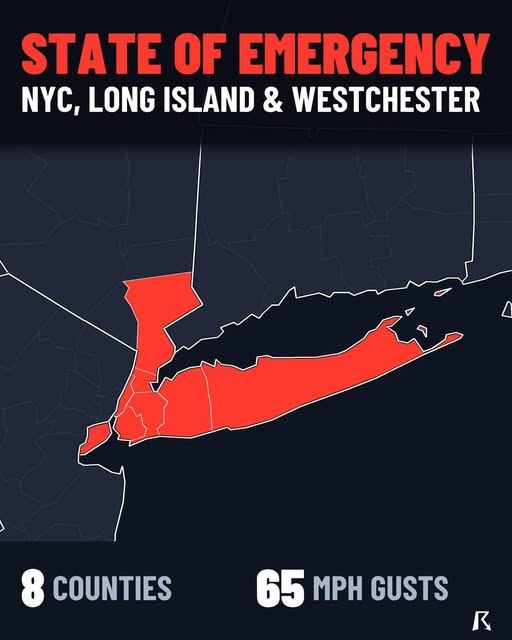 STATE OF EMERGENCY
NYC, LONG ISLAND & WESTCHESTER
8 COUNTIES
65 MPH GUSTS